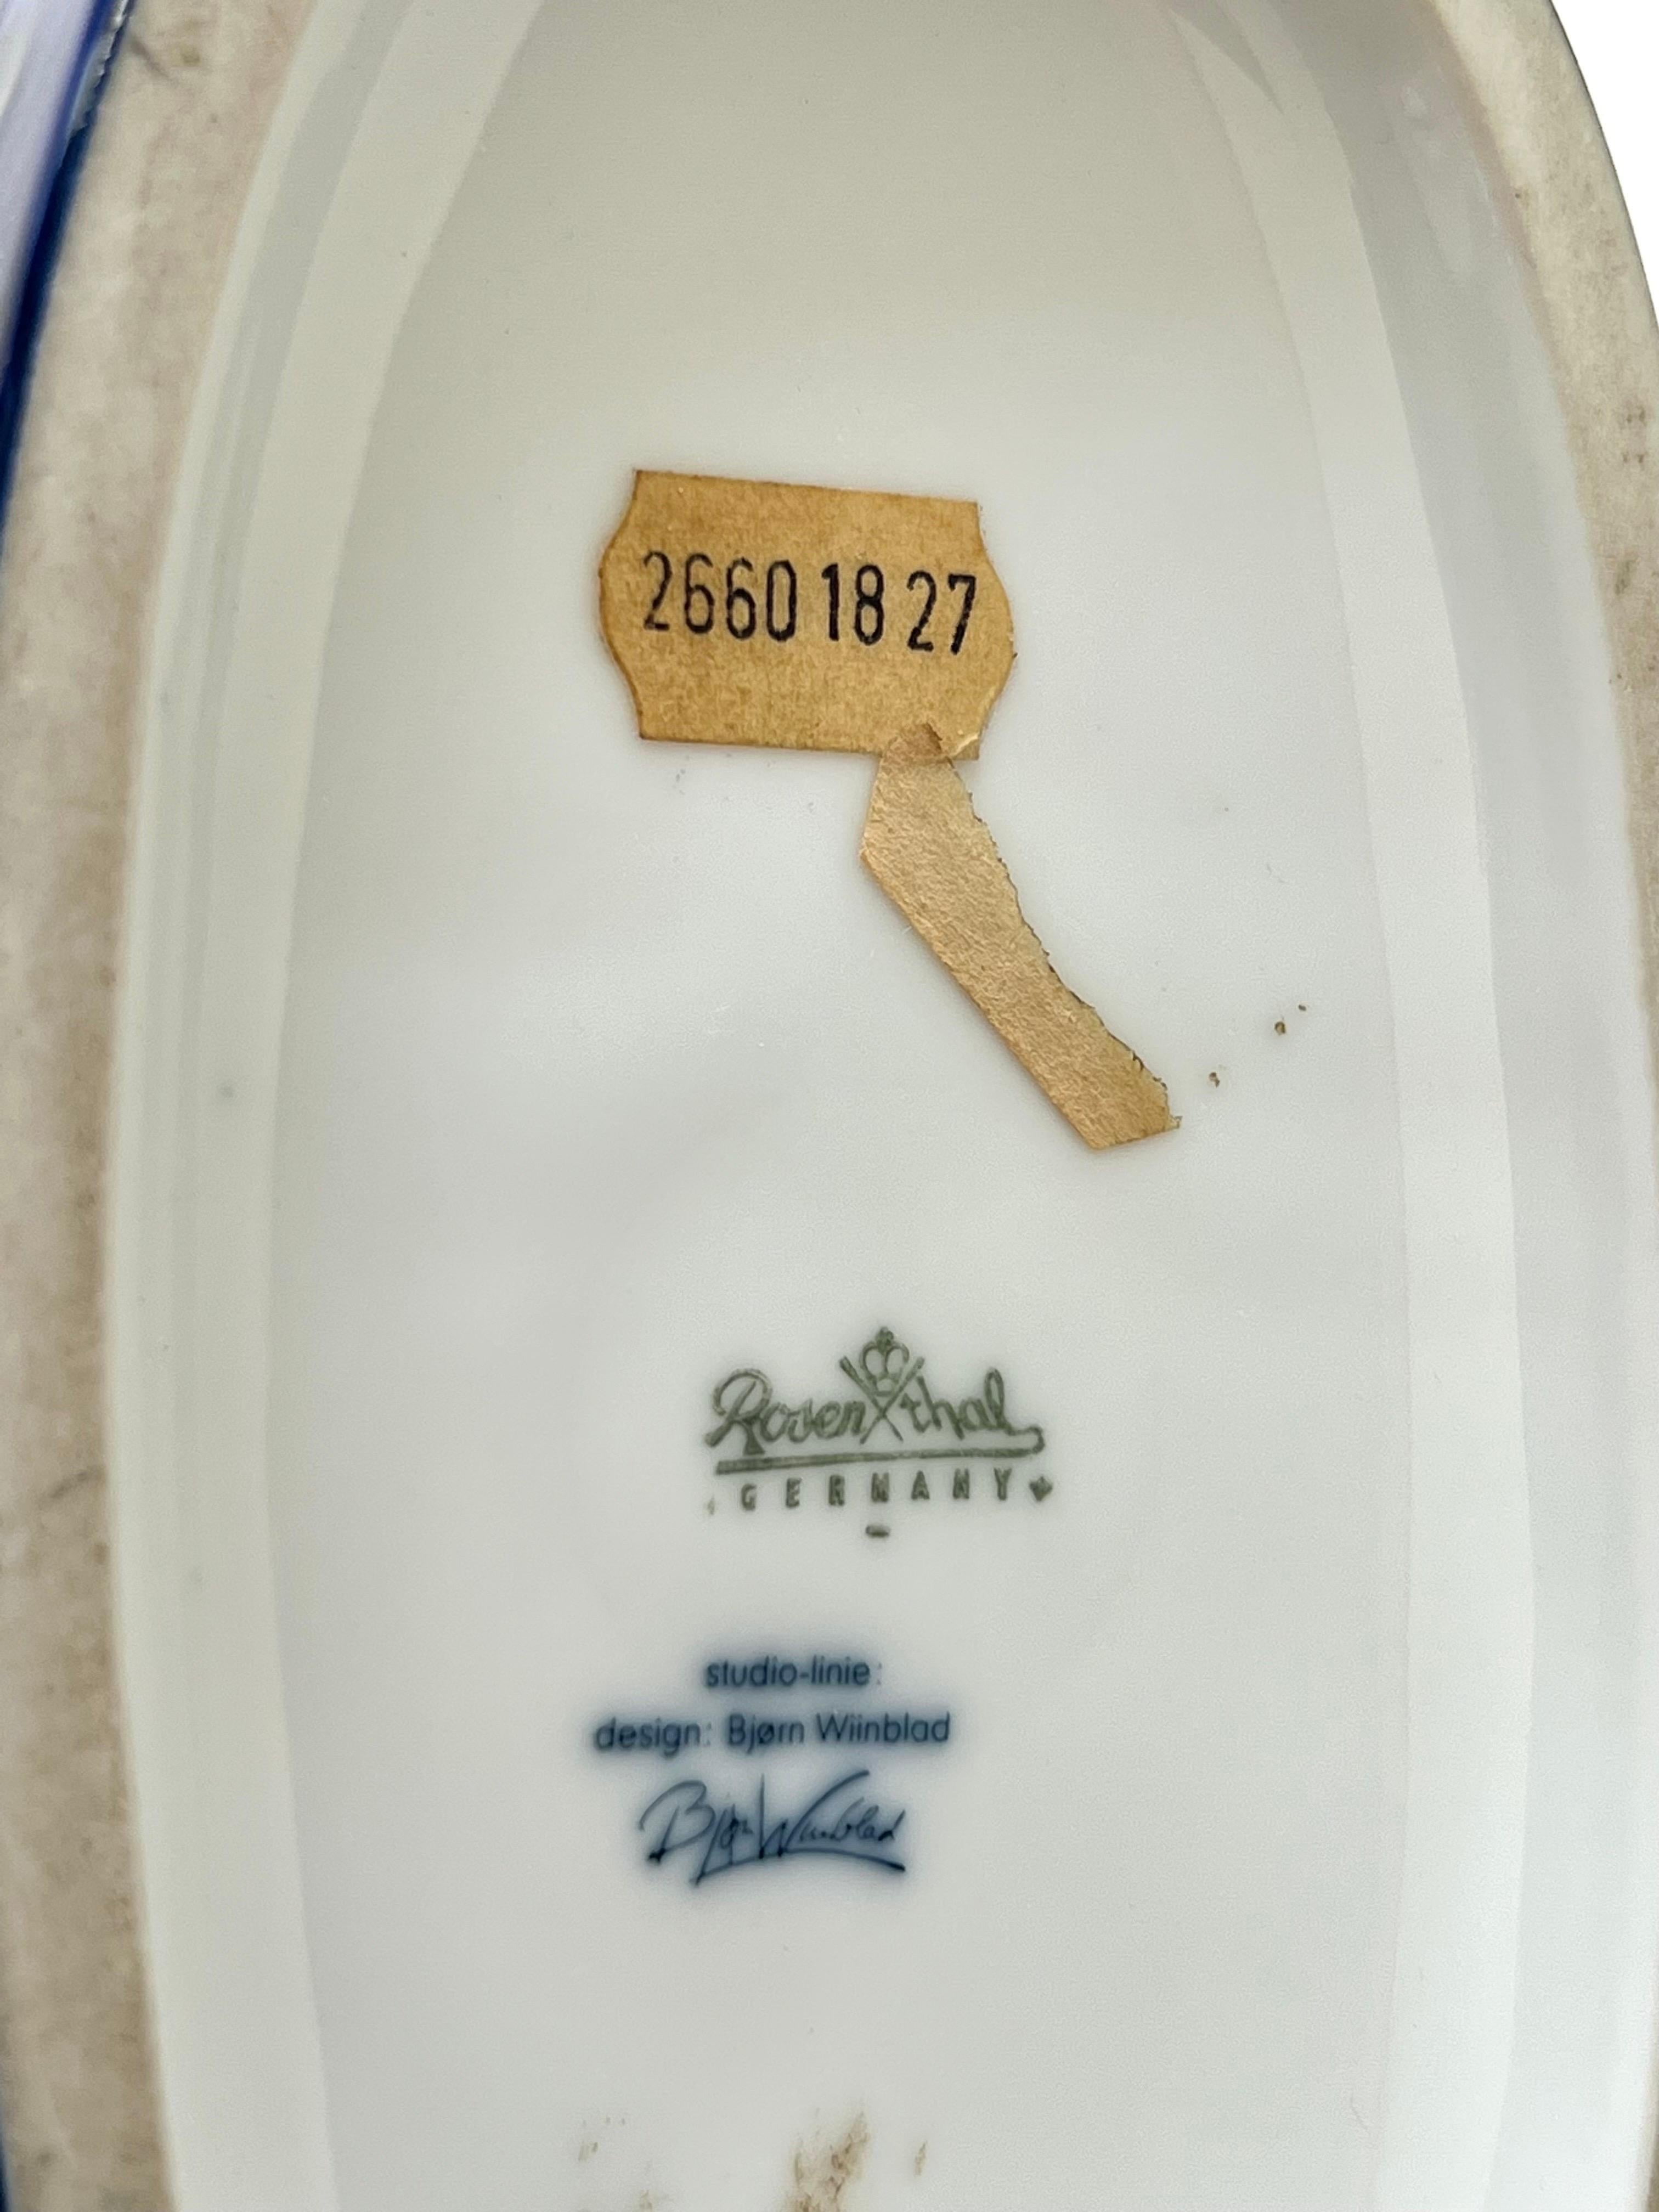 2660 18 27
Rosenthal
GERMANY
studio-linie:
design: Bjørn Wiinblad
Bjørn Wiinblad